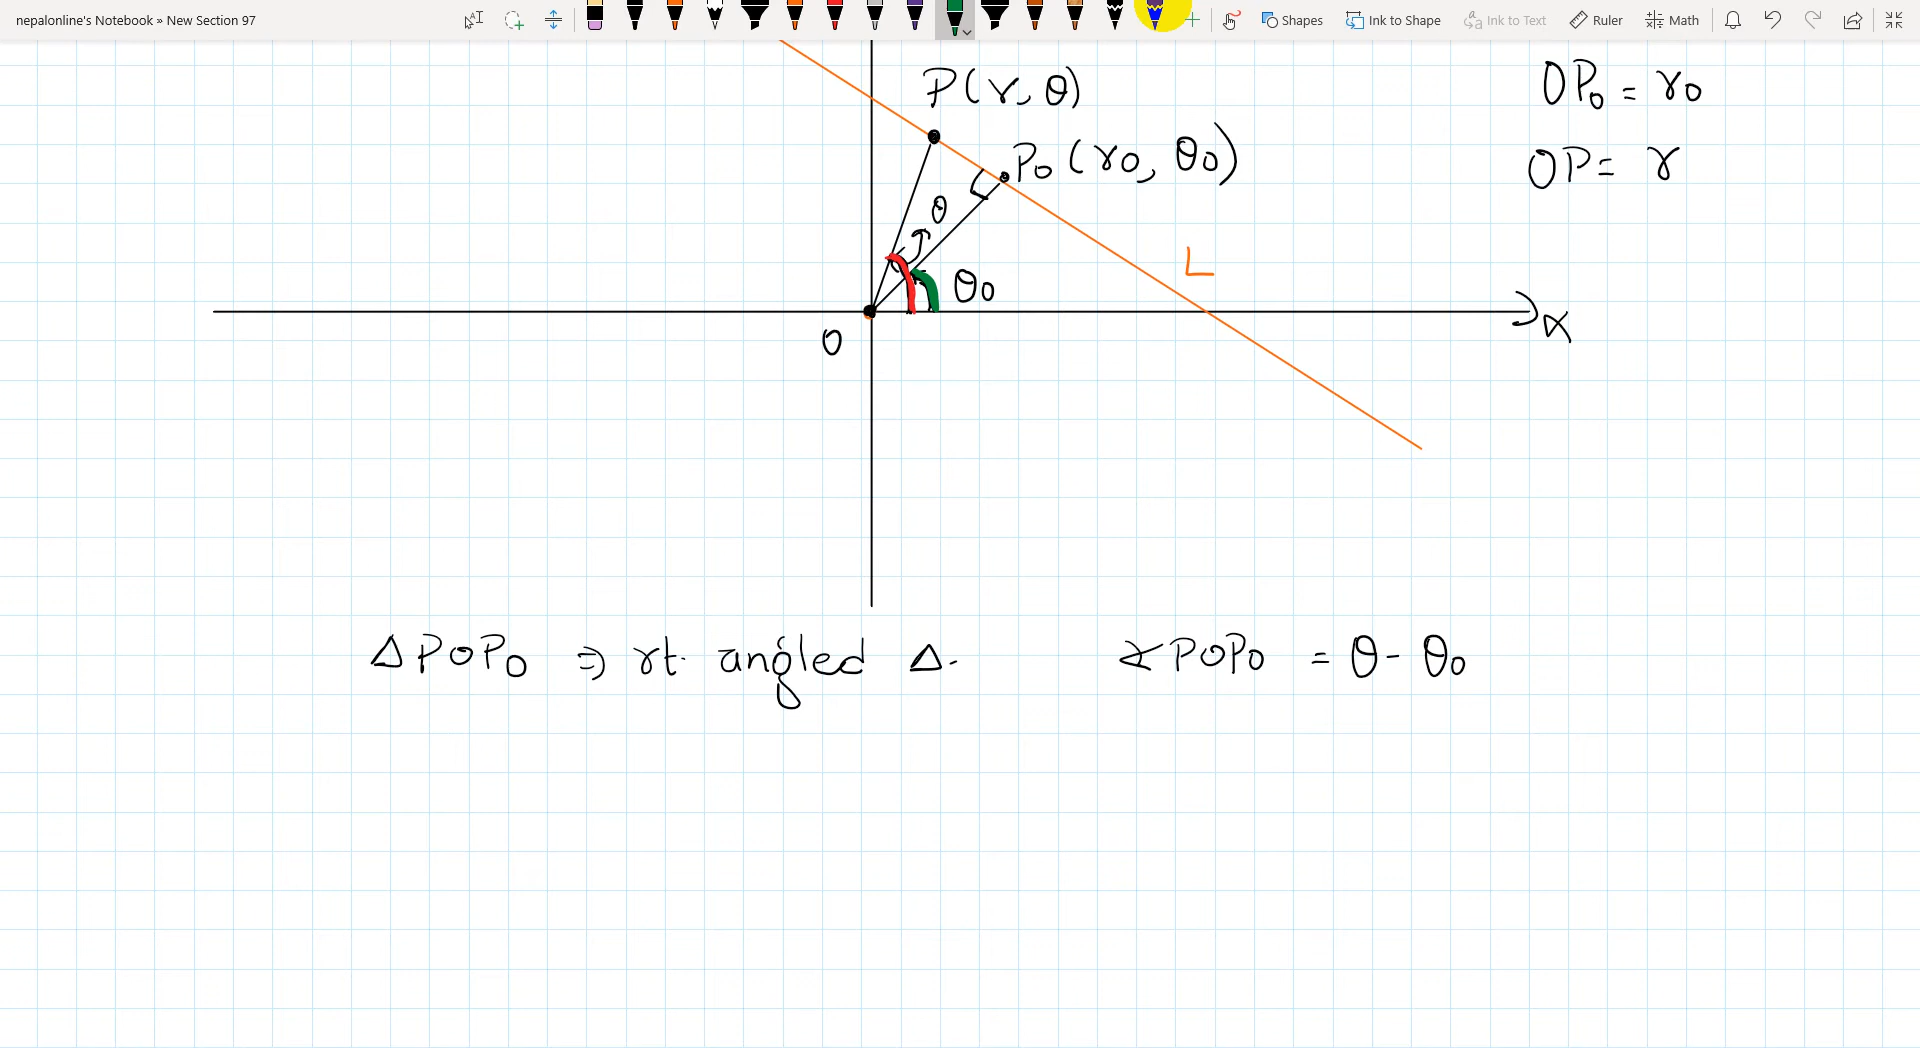 nepalonline's Notebook » New Section 97
Shapes
Ink to Shape
Ink to Text
Ruler
Math
P(r, θ)
OP₀ = r₀
P₀ (r₀, θ₀)
OP = r
θ
L
θ₀
x
O
△POP₀ ⇒ rt. angled △.
∡POP₀ = θ - θ₀